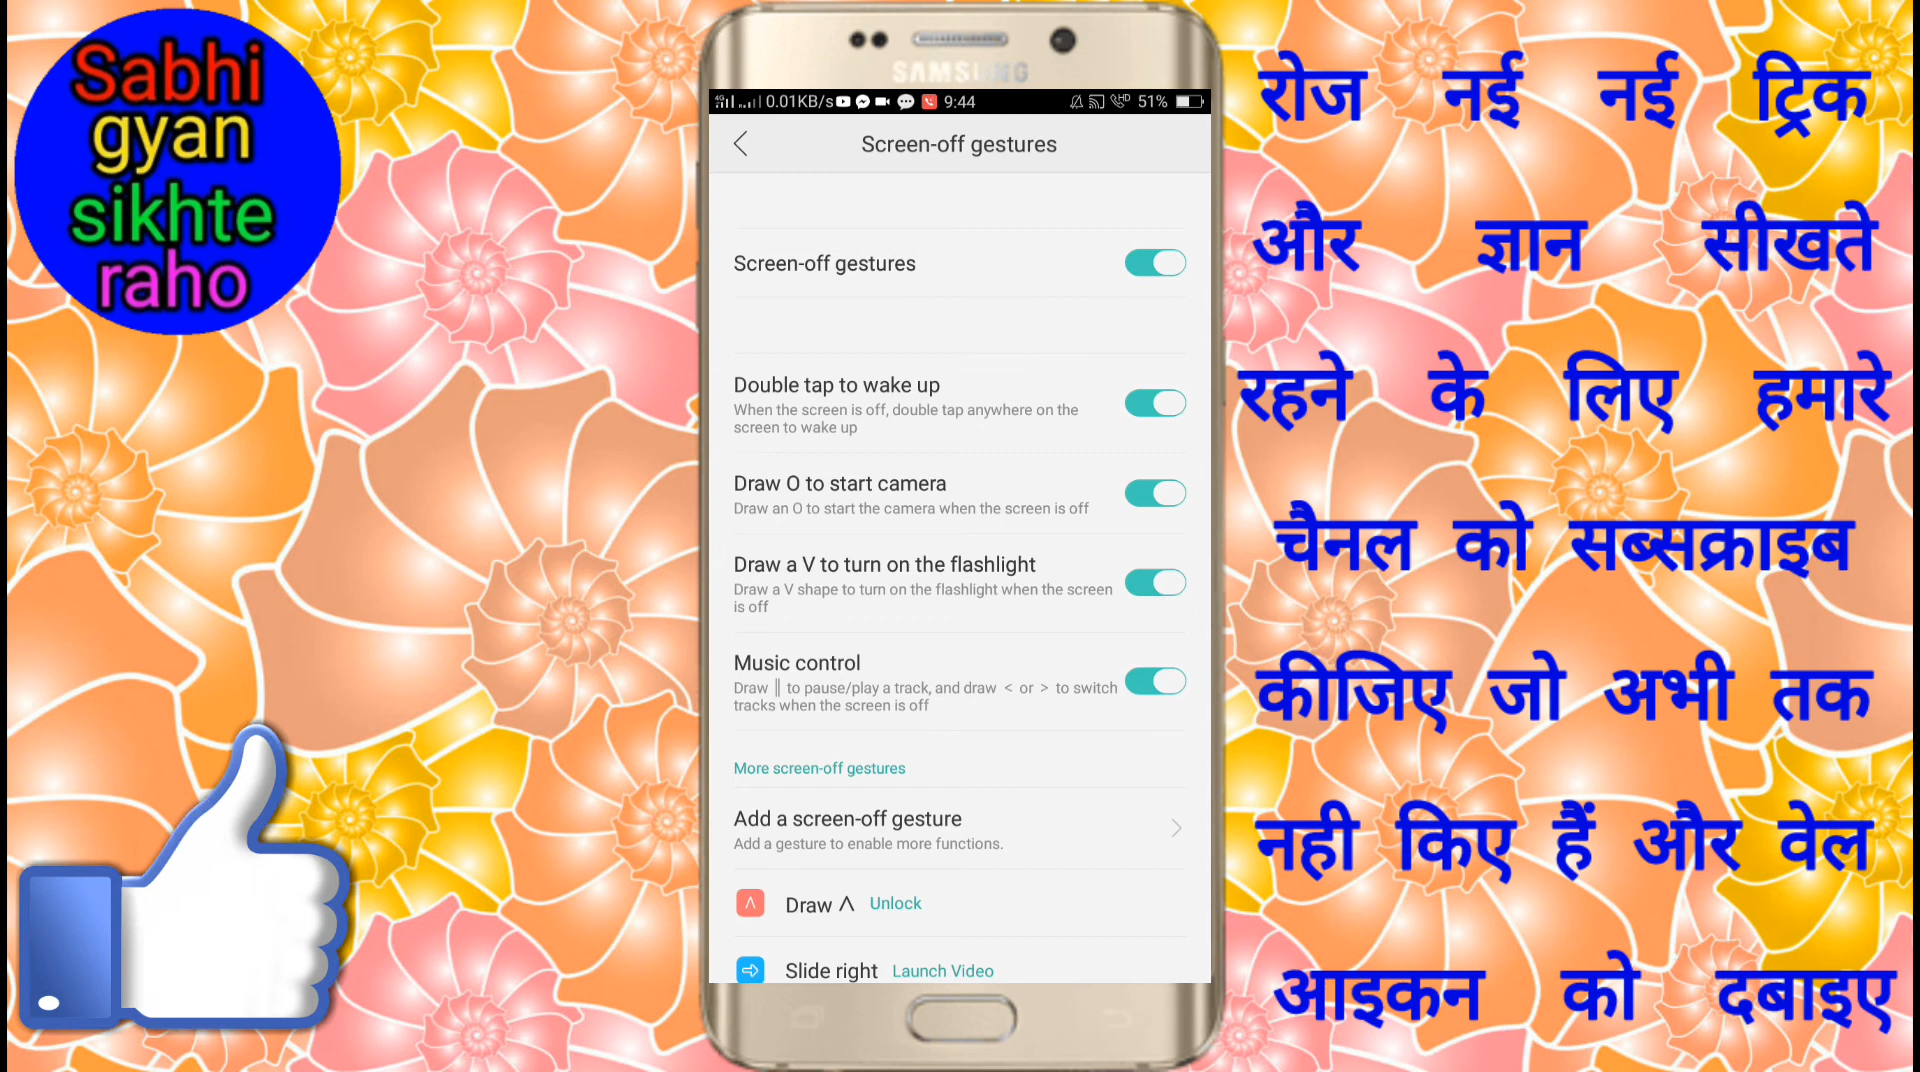 Sabhi
gyan
sikhte
raho
SAMSUNG
4G 0.01KB/s 9:44 HD 51%
Screen-off gestures
Screen-off gestures
Double tap to wake up
When the screen is off, double tap anywhere on the
screen to wake up
Draw O to start camera
Draw an O to start the camera when the screen is off
Draw a V to turn on the flashlight
Draw a V shape to turn on the flashlight when the screen
is off
Music control
Draw || to pause/play a track, and draw < or > to switch
tracks when the screen is off
More screen-off gestures
Add a screen-off gesture
Add a gesture to enable more functions.
Draw Λ Unlock
Slide right Launch Video
रोज नई नई ट्रिक
और ज्ञान सीखते
रहने के लिए हमारे
चैनल को सब्सक्राइब
कीजिए जो अभी तक
नही किए हैं और वेल
आइकन को दबाइए